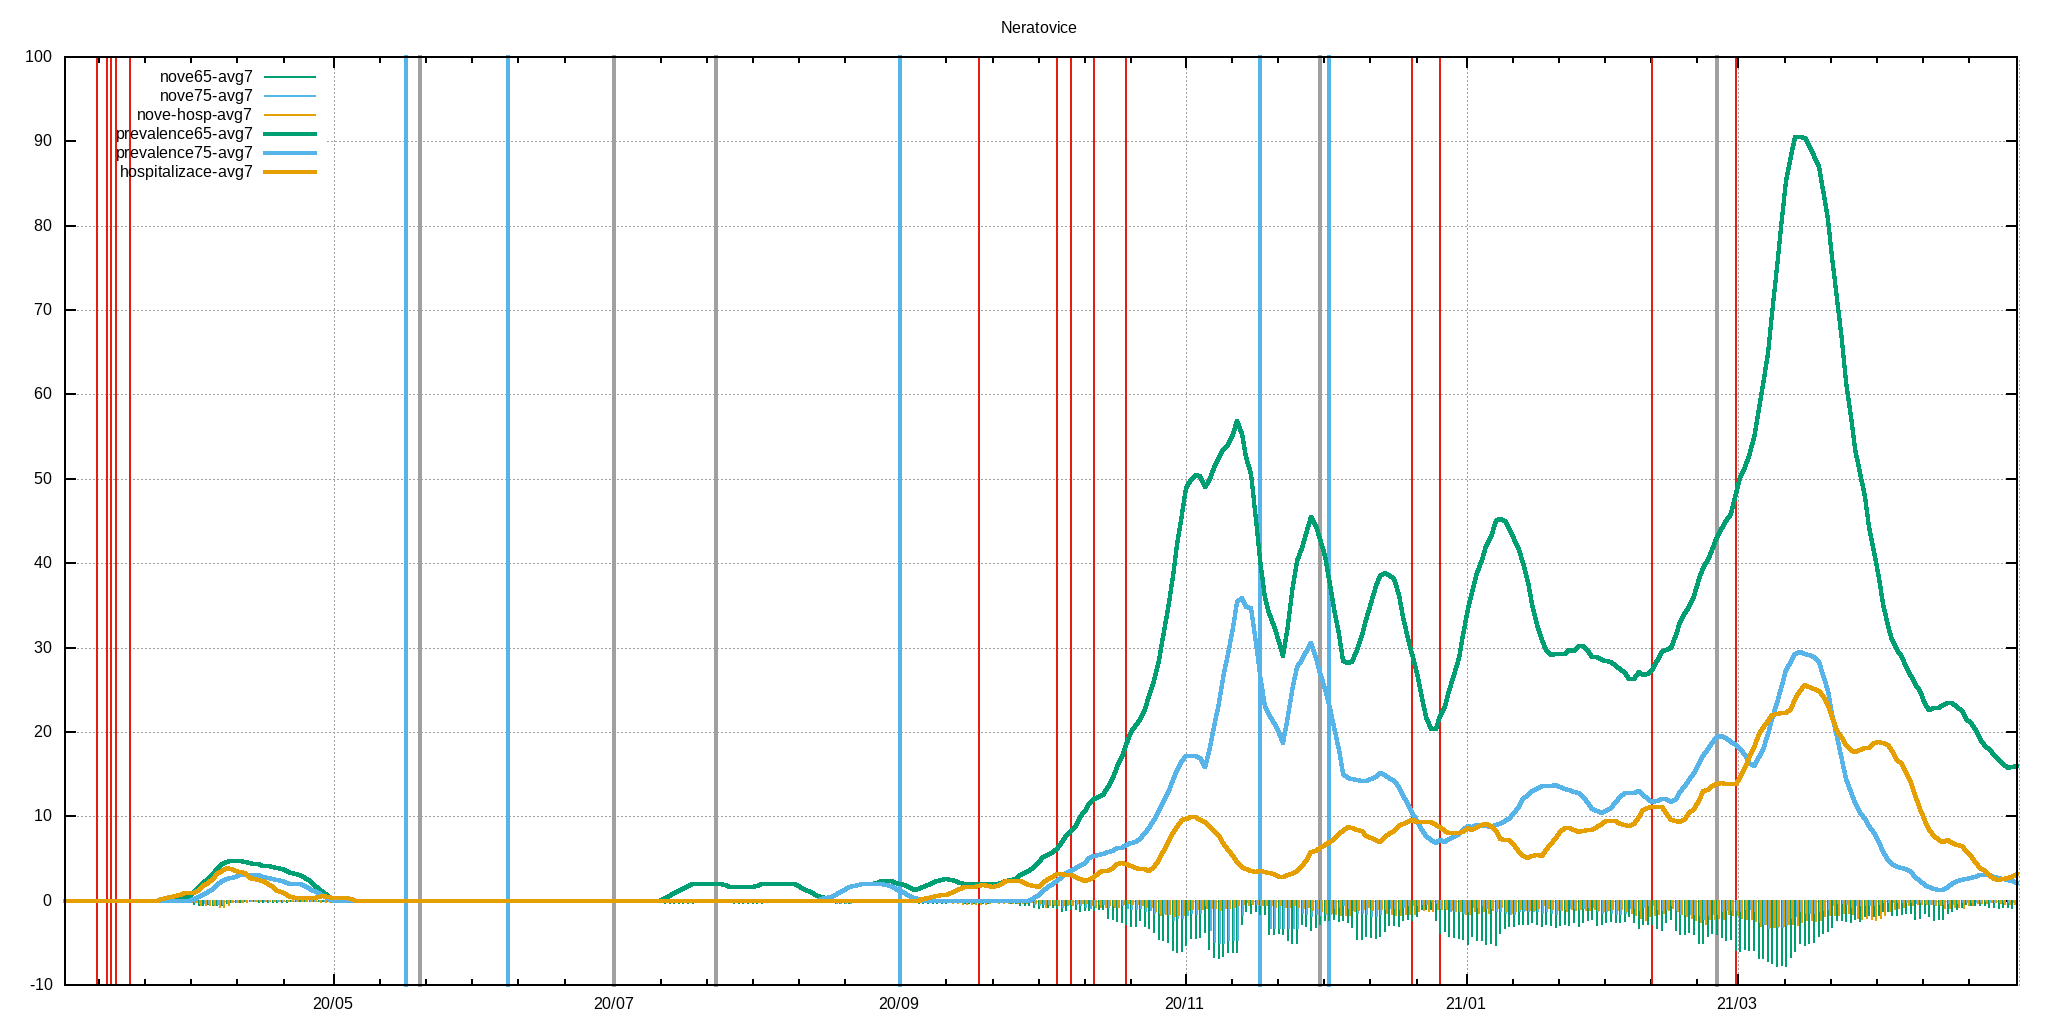 Neratovice
100
90
80
70
60
50
40
30
20
10
0
-10
nove65-avg7
nove75-avg7
nove-hosp-avg7
prevalence65-avg7
prevalence75-avg7
hospitalizace-avg7
20/05 20/07 20/09 20/11 21/01 21/03